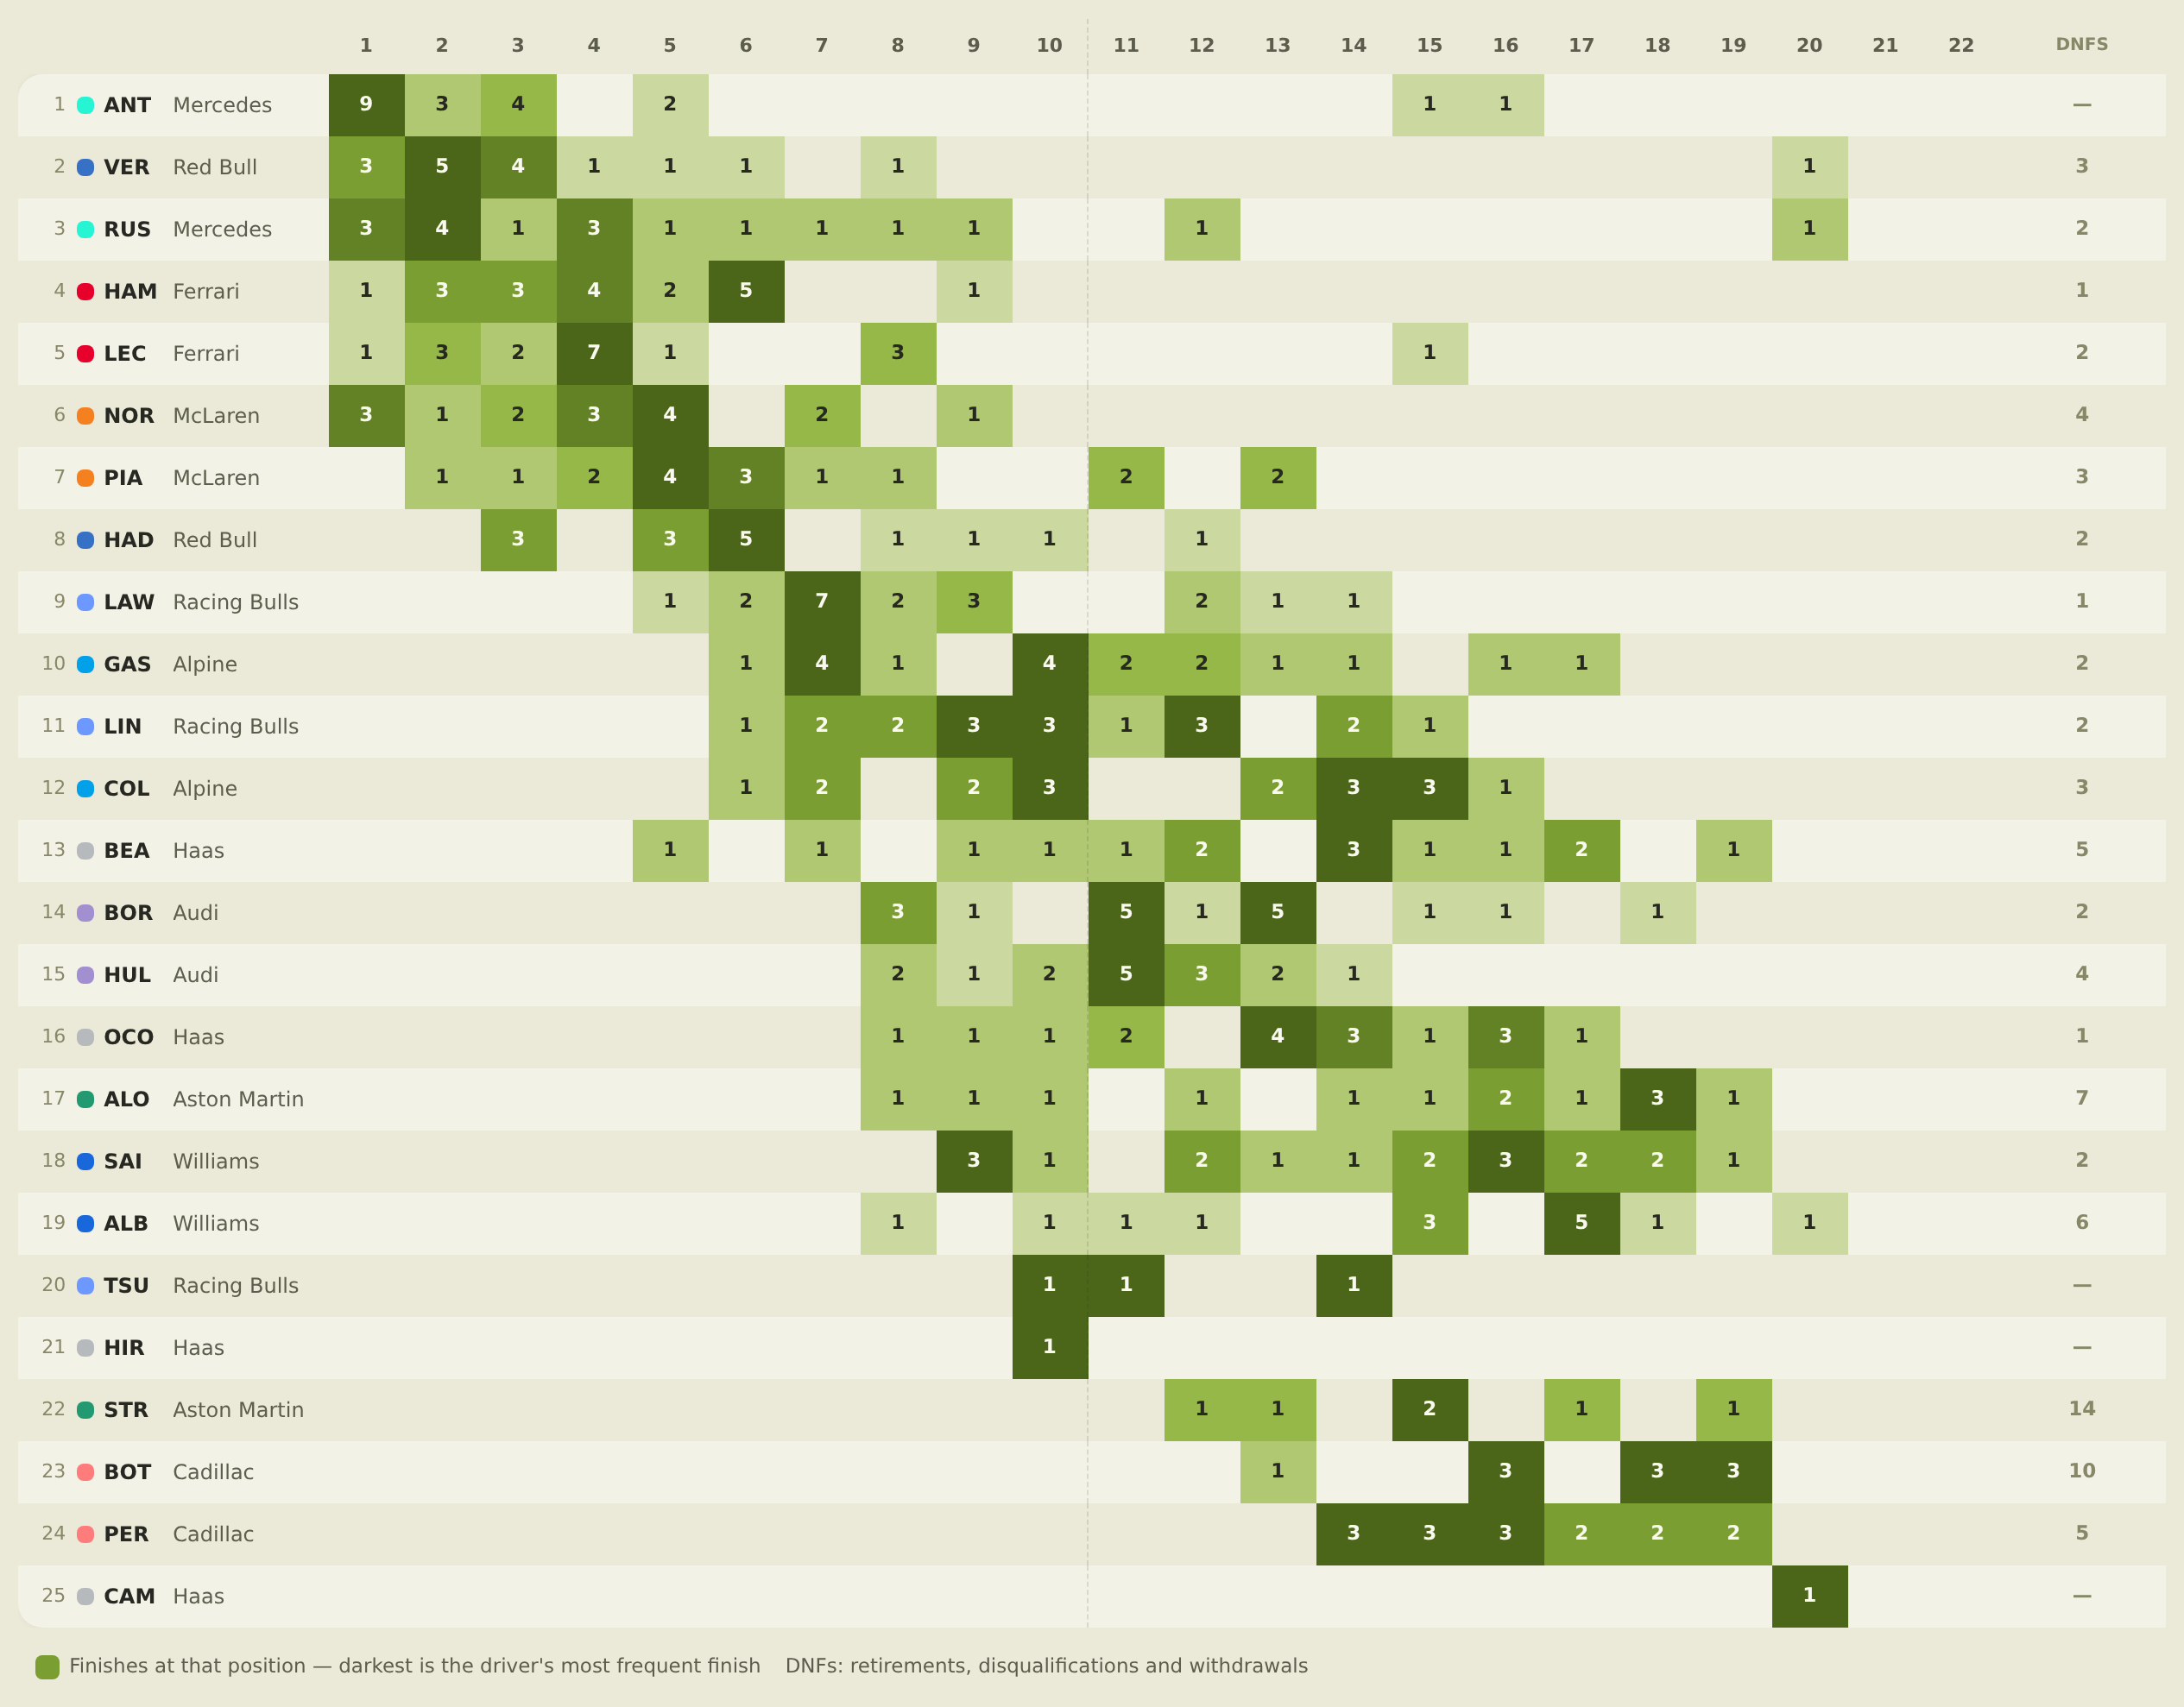 1 2 3 4 5 6 7 8 9 10 11 12 13 14 15 16 17 18 19 20 21 22 DNFS
1 ANT Mercedes 9 3 4 2 1 1 —
2 VER Red Bull 3 5 4 1 1 1 1 1 3
3 RUS Mercedes 3 4 1 3 1 1 1 1 1 1 1 2
4 HAM Ferrari 1 3 3 4 2 5 1 1
5 LEC Ferrari 1 3 2 7 1 3 1 2
6 NOR McLaren 3 1 2 3 4 2 1 4
7 PIA McLaren 1 1 2 4 3 1 1 2 2 3
8 HAD Red Bull 3 3 5 1 1 1 1 2
9 LAW Racing Bulls 1 2 7 2 3 2 1 1 1
10 GAS Alpine 1 4 1 4 2 2 1 1 1 1 2
11 LIN Racing Bulls 1 2 2 3 3 1 3 2 1 2
12 COL Alpine 1 2 2 3 2 3 3 1 3
13 BEA Haas 1 1 1 1 1 2 3 1 1 2 1 5
14 BOR Audi 3 1 5 1 5 1 1 1 2
15 HUL Audi 2 1 2 5 3 2 1 4
16 OCO Haas 1 1 1 2 4 3 1 3 1 1
17 ALO Aston Martin 1 1 1 1 1 1 2 1 3 1 7
18 SAI Williams 3 1 2 1 1 2 3 2 2 1 2
19 ALB Williams 1 1 1 1 3 5 1 1 6
20 TSU Racing Bulls 1 1 1 —
21 HIR Haas 1 —
22 STR Aston Martin 1 1 2 1 1 14
23 BOT Cadillac 1 3 3 3 10
24 PER Cadillac 3 3 3 2 2 2 5
25 CAM Haas 1 —
Finishes at that position — darkest is the driver's most frequent finish DNFs: retirements, disqualifications and withdrawals